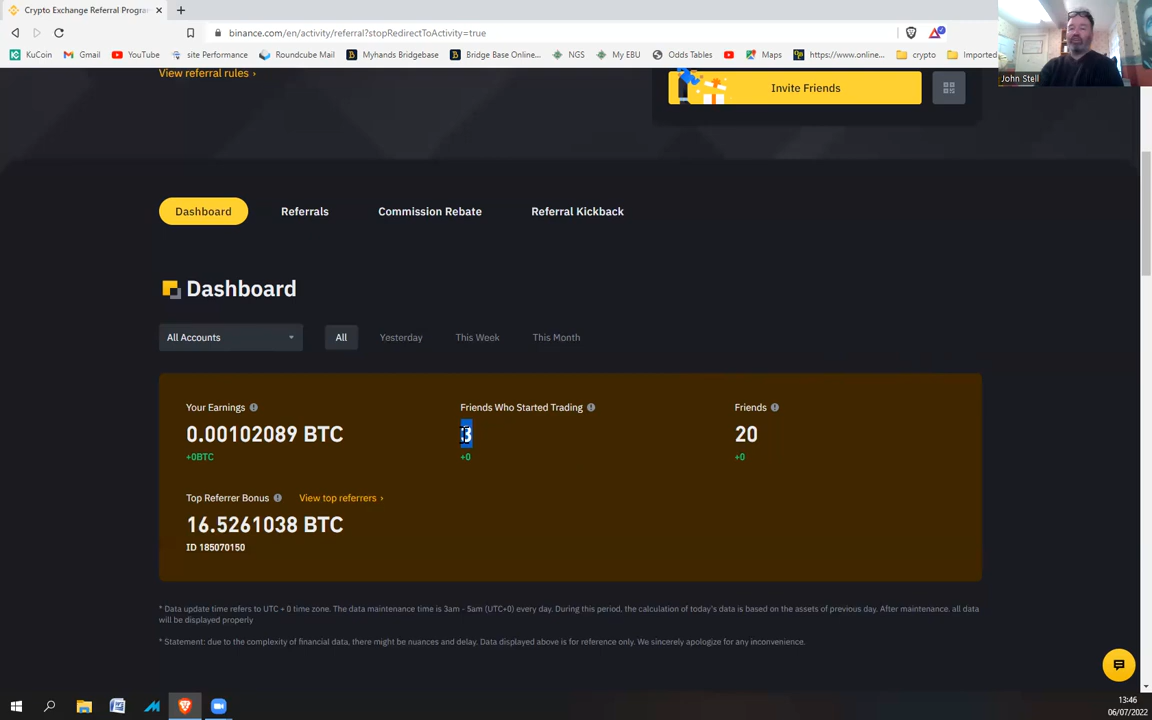 Crypto Exchange Referral Progra
binance.com/en/activity/referral?stopRedirectToActivity=true
KuCoin Gmail YouTube site Performance Roundcube Mail Myhands Bridgebase Bridge Base Online... NGS My EBU Odds Tables Maps https://www.online... crypto Imported
John Stell
View referral rules ›
Invite Friends
Dashboard Referrals Commission Rebate Referral Kickback
Dashboard
All Accounts All Yesterday This Week This Month
Your Earnings Friends Who Started Trading Friends
0.00102089 BTC 3 20
+0BTC +0 +0
Top Referrer Bonus View top referrers ›
16.5261038 BTC
ID 185070150
* Data update time refers to UTC + 0 time zone. The data maintenance time is 3am - 5am (UTC+0) every day. During this period, the calculation of today's data is based on the assets of previous day. After maintenance. all data
will be displayed properly
* Statement: due to the complexity of financial data, there might be nuances and delay. Data displayed above is for reference only. We sincerely apologize for any inconvenience.
13:46
06/07/2022